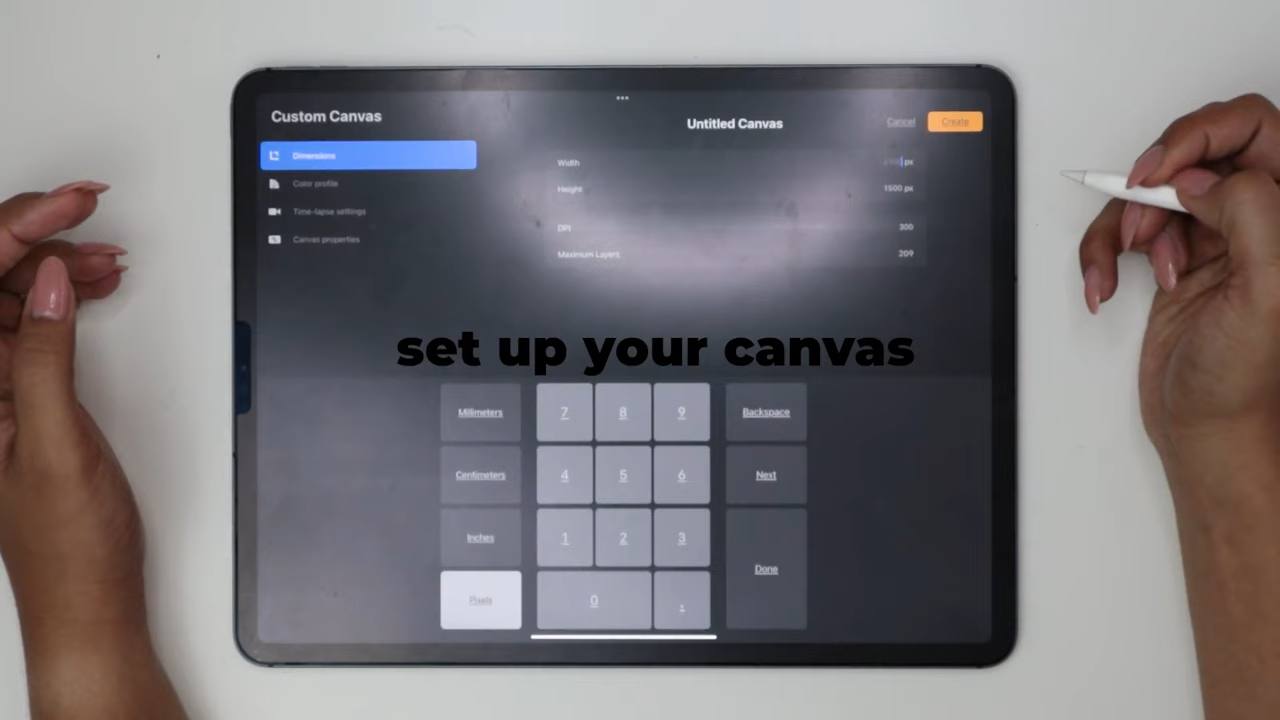 Custom Canvas
Untitled Canvas
Cancel
Create
Dimensions
Color profile
Time-lapse settings
Canvas properties
Width
px
Height
1500 px
DPI
300
Maximum Layers
209
set up your canvas
Millimeters
7
8
9
Backspace
Centimeters
4
5
6
Next
Inches
1
2
3
Done
Pixels
0
.